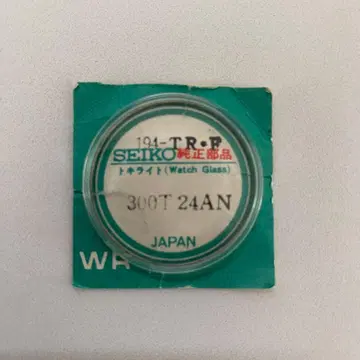 194-TR・F
SEIKO 純正部品
トキライト(Watch Glass)
300T 24AN
JAPAN
WR